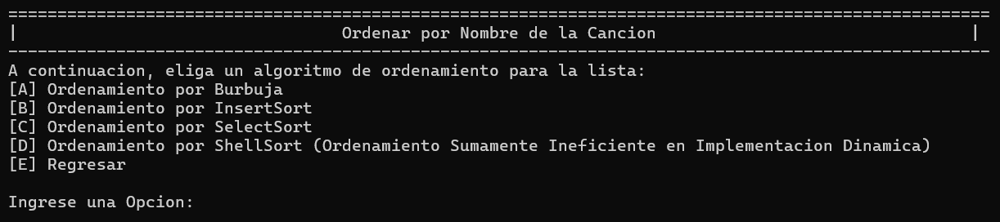 ====================================================================================================
|                                 Ordenar por Nombre de la Cancion                                |
----------------------------------------------------------------------------------------------------
A continuacion, eliga un algoritmo de ordenamiento para la lista:
[A] Ordenamiento por Burbuja
[B] Ordenamiento por InsertSort
[C] Ordenamiento por SelectSort
[D] Ordenamiento por ShellSort (Ordenamiento Sumamente Ineficiente en Implementacion Dinamica)
[E] Regresar
Ingrese una Opcion: